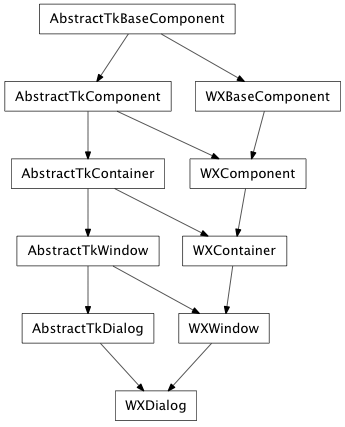 AbstractTkBaseComponent
AbstractTkComponent
WXBaseComponent
AbstractTkContainer
WXComponent
AbstractTkWindow
WXContainer
AbstractTkDialog
WXWindow
WXDialog